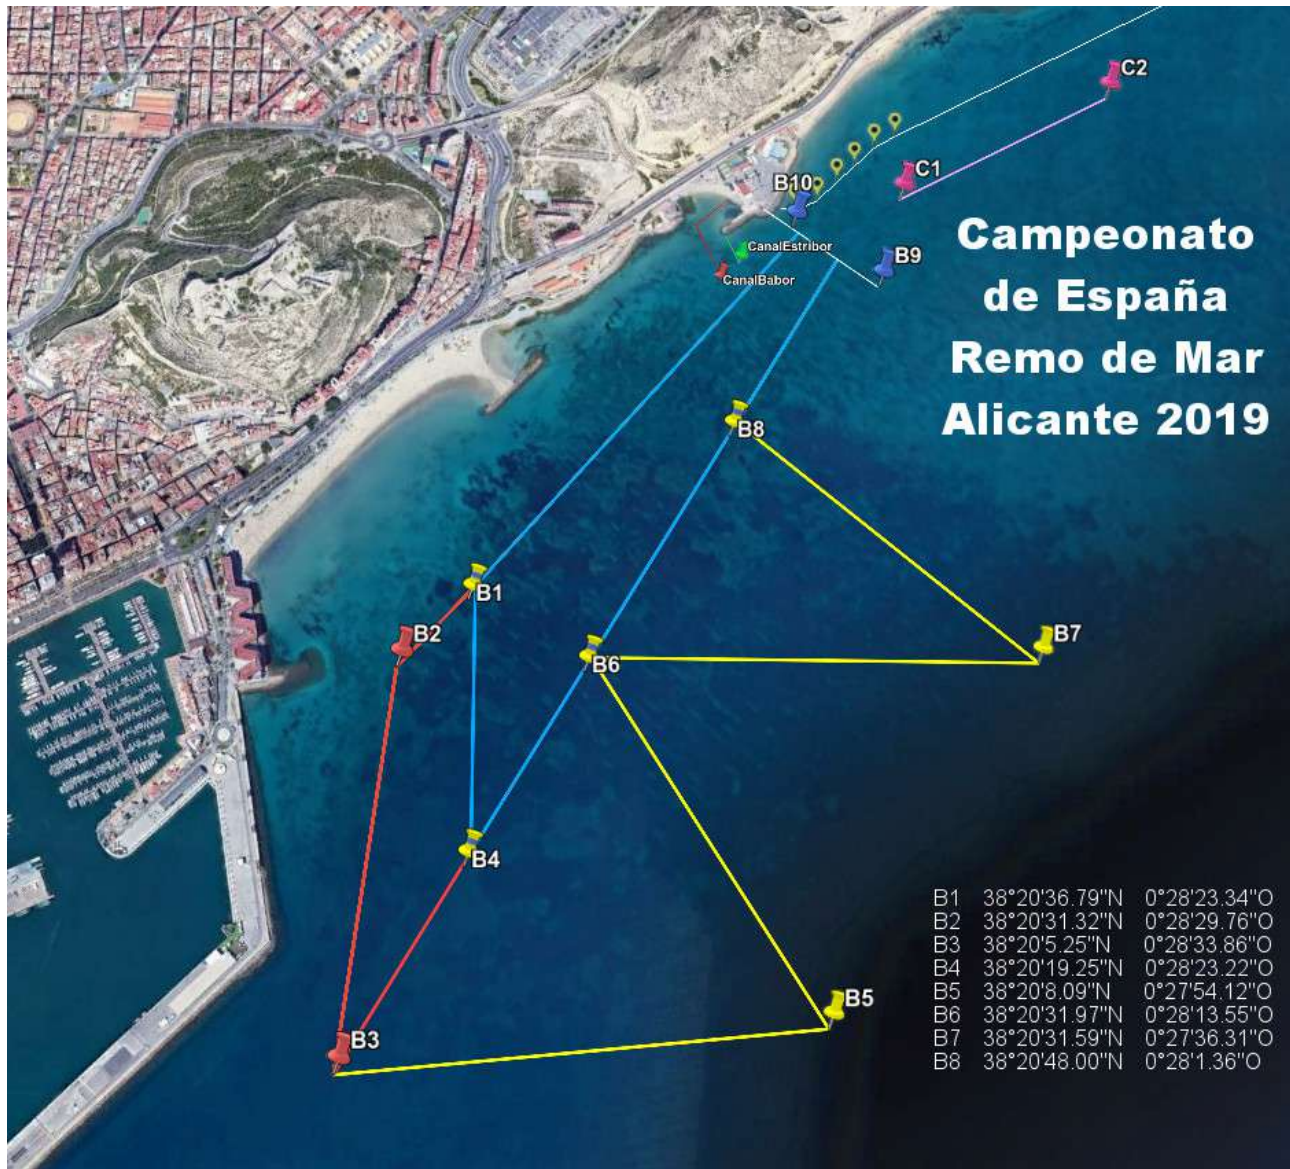 C2
C1
B10
Campeonato
de España
Remo de Mar
Alicante 2019
CanalEstribor
B9
CanalBabor
B8
B1
B2
B7
B6
B4
B5
B3
B1 38°20'36.79"N 0°28'23.34"O
B2 38°20'31.32"N 0°28'29.76"O
B3 38°20'5.25"N 0°28'33.86"O
B4 38°20'19.25"N 0°28'23.22"O
B5 38°20'8.09"N 0°27'54.12"O
B6 38°20'31.97"N 0°28'13.55"O
B7 38°20'31.59"N 0°27'36.31"O
B8 38°20'48.00"N 0°28'1.36"O